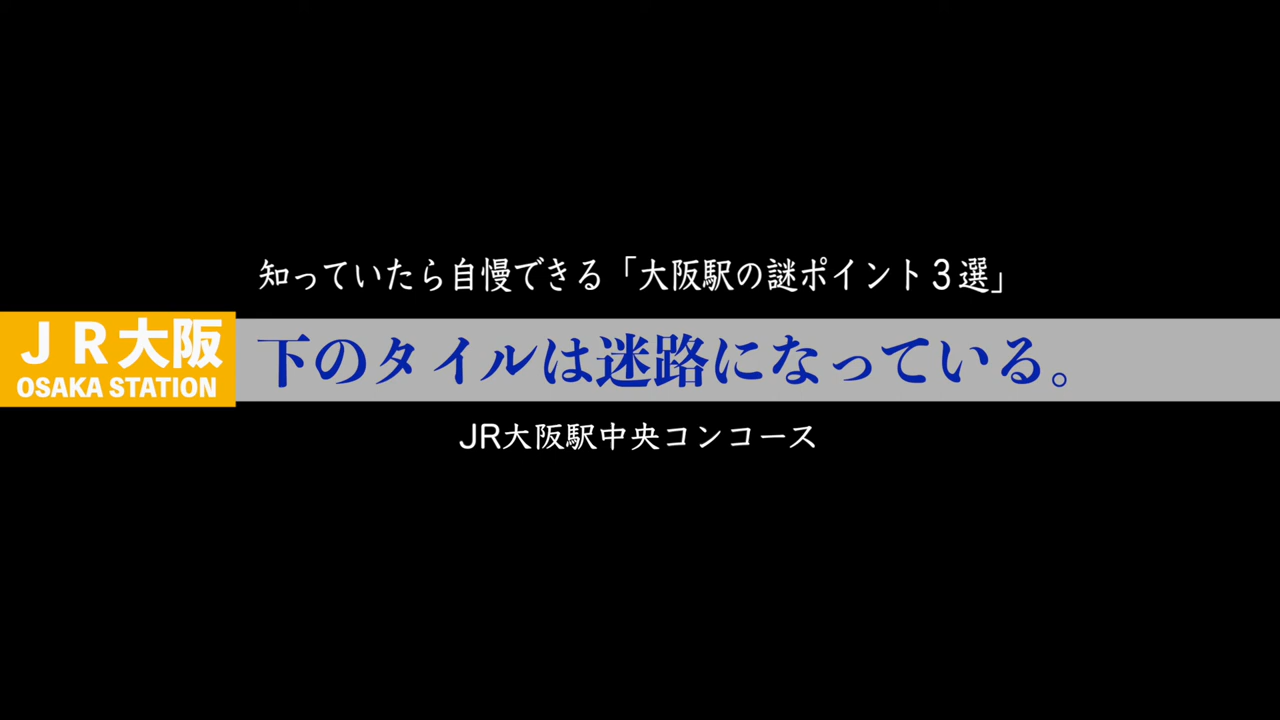 知っていたら自慢できる「大阪駅の謎ポイント３選」
ＪＲ大阪
OSAKA STATION
下のタイルは迷路になっている。
JR大阪駅中央コンコース